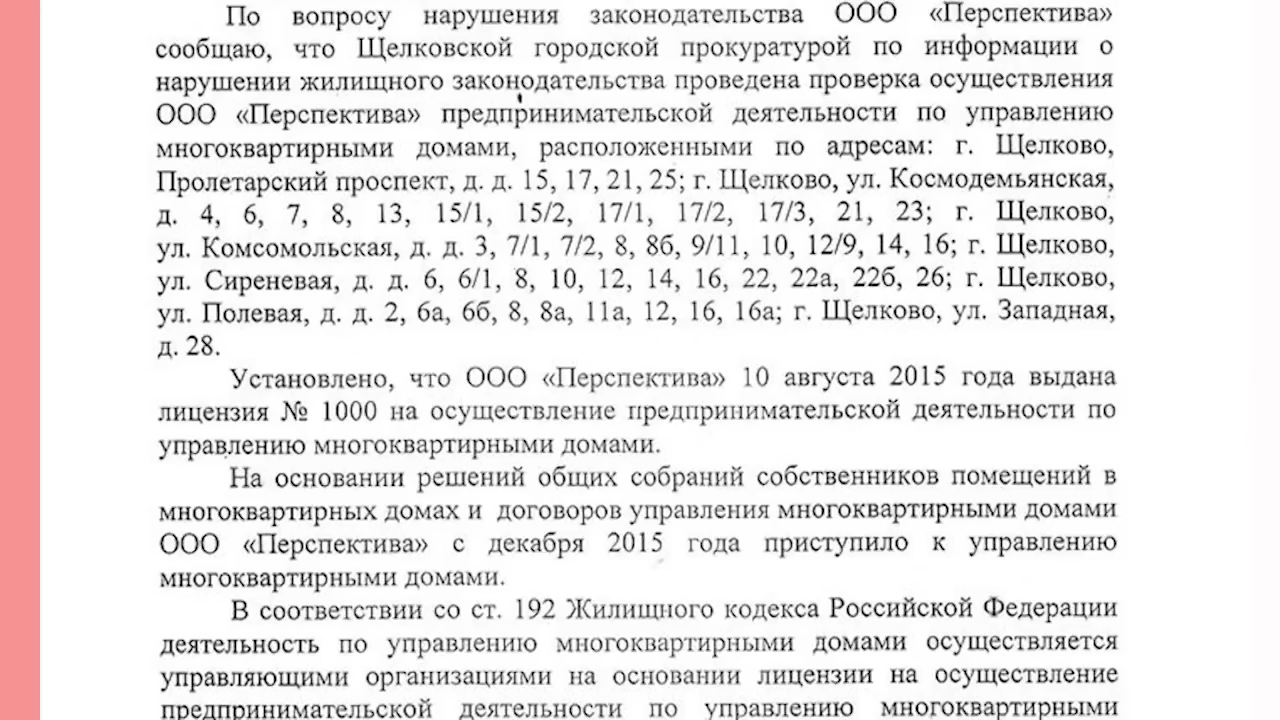 По вопросу нарушения законодательства ООО «Перспектива»
сообщаю, что Щелковской городской прокуратурой по информации о
нарушении жилищного законодательства проведена проверка осуществления
ООО «Перспектива» предпринимательской деятельности по управлению
многоквартирными домами, расположенными по адресам: г. Щелково,
Пролетарский проспект, д. д. 15, 17, 21, 25; г. Щелково, ул. Космодемьянская,
д. 4, 6, 7, 8, 13, 15/1, 15/2, 17/1, 17/2, 17/3, 21, 23; г. Щелково,
ул. Комсомольская, д. д. 3, 7/1, 7/2, 8, 8б, 9/11, 10, 12/9, 14, 16; г. Щелково,
ул. Сиреневая, д. д. 6, 6/1, 8, 10, 12, 14, 16, 22, 22а, 22б, 26; г. Щелково,
ул. Полевая, д. д. 2, 6а, 6б, 8, 8а, 11а, 12, 16, 16а; г. Щелково, ул. Западная,
д. 28.
Установлено, что ООО «Перспектива» 10 августа 2015 года выдана
лицензия № 1000 на осуществление предпринимательской деятельности по
управлению многоквартирными домами.
На основании решений общих собраний собственников помещений в
многоквартирных домах и договоров управления многоквартирными домами
ООО «Перспектива» с декабря 2015 года приступило к управлению
многоквартирными домами.
В соответствии со ст. 192 Жилищного кодекса Российской Федерации
деятельность по управлению многоквартирными домами осуществляется
управляющими организациями на основании лицензии на осуществление
предпринимательской деятельности по управлению многоквартирными